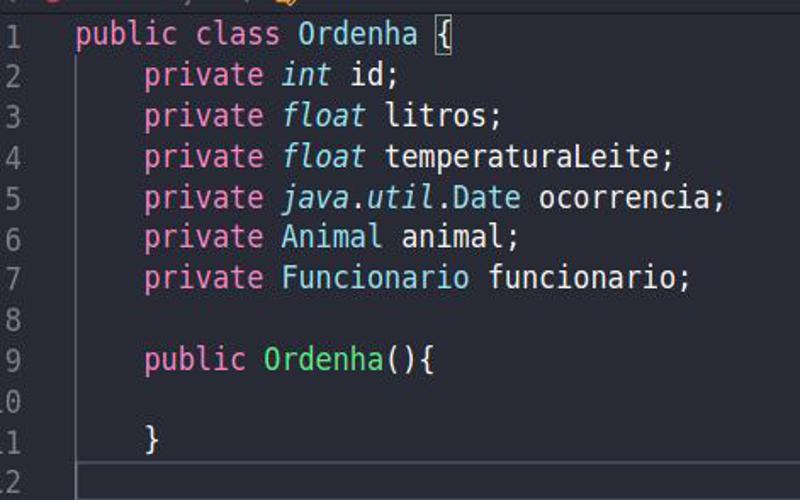 1 public class Ordenha {
2 private int id;
3 private float litros;
4 private float temperaturaLeite;
5 private java.util.Date ocorrencia;
6 private Animal animal;
7 private Funcionario funcionario;
8
9 public Ordenha(){
10
11 }
12